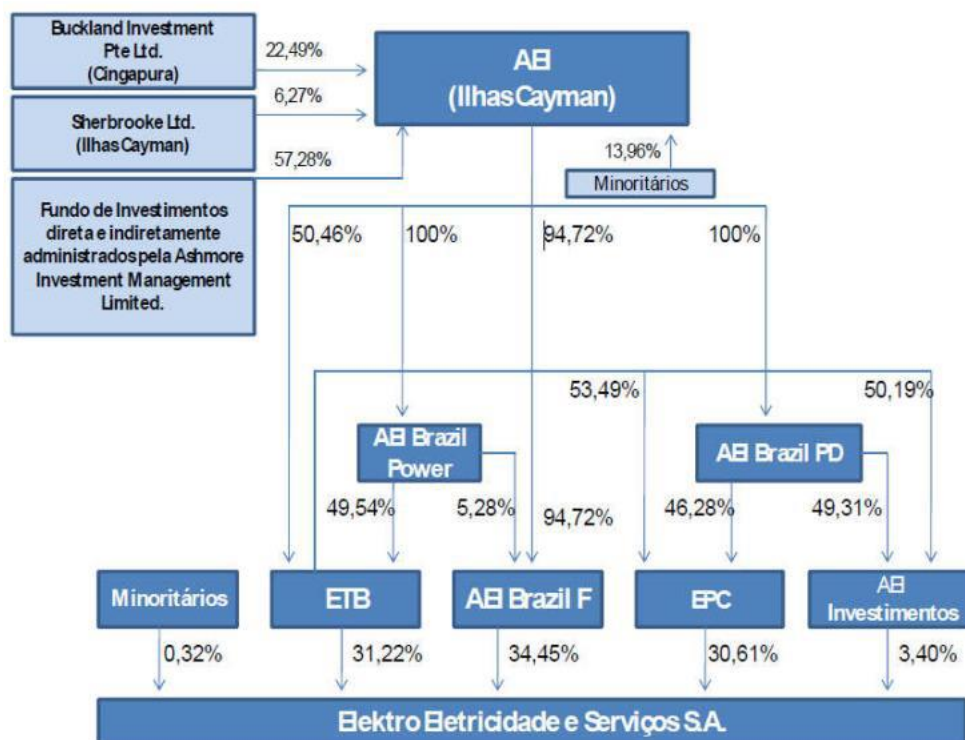 Buckland Investment
Pte Ltd.
(Cingapura)
22,49%
AEI
(Ilhas Cayman)
6,27%
Sherbrooke Ltd.
(Ilhas Cayman)
57,28%
13,96%
Minoritários
Fundo de Investimentos
direta e indiretamente
administrados pela Ashmore
Investment Management
Limited.
50,46%
100%
94,72%
100%
53,49%
50,19%
AEI Brazil
Power
AEI Brazil PD
49,54%
5,28%
94,72%
46,28%
49,31%
Minoritários
ETB
AEI Brazil F
EPC
AEI
Investimentos
0,32%
31,22%
34,45%
30,61%
3,40%
Elektro Eletricidade e Serviços S.A.